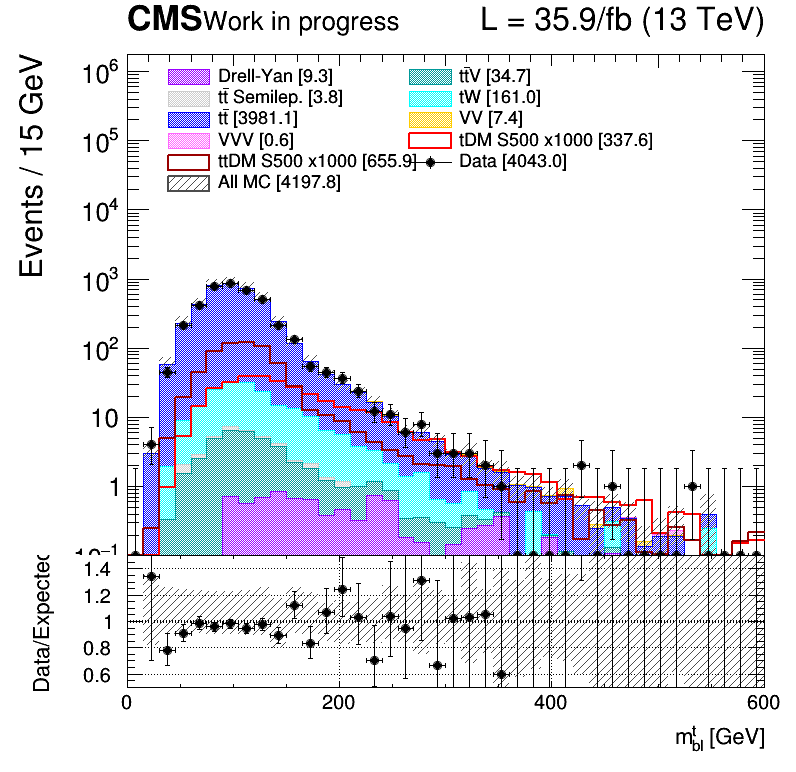 CMS Work in progress L = 35.9/fb (13 TeV)
Events / 15 GeV
10⁶
10⁵
10⁴
10³
10²
10
1
10⁻¹
Drell-Yan [9.3] tt̄V [34.7]
tt̄ Semilep. [3.8] tW [161.0]
tt̄ [3981.1] VV [7.4]
VVV [0.6] tDM S500 x1000 [337.6]
ttDM S500 x1000 [655.9] Data [4043.0]
All MC [4197.8]
Data/Expected
1.4
1.2
1
0.8
0.6
0 200 400 600
mᵗbl [GeV]